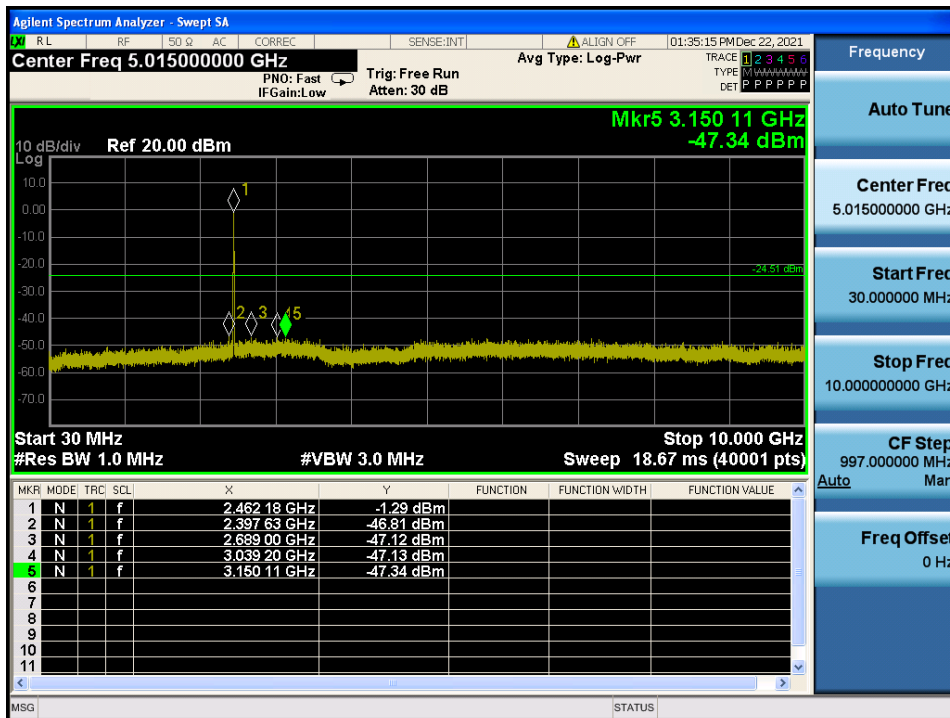 Agilent Spectrum Analyzer - Swept SA
LXI RL RF 50 Ω AC CORREC SENSE:INT ALIGN OFF 01:35:15 PM Dec 22, 2021
Center Freq 5.015000000 GHz
PNO: Fast
IFGain:Low
Trig: Free Run
Atten: 30 dB
Avg Type: Log-Pwr
TRACE 1 2 3 4 5 6
TYPE M
DET P P P P P P
Mkr5 3.150 11 GHz
-47.34 dBm
10 dB/div Ref 20.00 dBm
Log
10.0
0.00
-10.0
-20.0
-30.0
-40.0
-50.0
-60.0
-70.0
1
2 3 5
-24.51 dBm
Start 30 MHz Stop 10.000 GHz
#Res BW 1.0 MHz #VBW 3.0 MHz Sweep 18.67 ms (40001 pts)
MKR MODE TRC SCL X Y FUNCTION FUNCTION WIDTH FUNCTION VALUE
1 N 1 f 2.462 18 GHz -1.29 dBm
2 N 1 f 2.397 63 GHz -46.81 dBm
3 N 1 f 2.689 00 GHz -47.12 dBm
4 N 1 f 3.039 20 GHz -47.13 dBm
5 N 1 f 3.150 11 GHz -47.34 dBm
6
7
8
9
10
11
MSG STATUS
Frequency
Auto Tune
Center Freq
5.015000000 GHz
Start Freq
30.000000 MHz
Stop Freq
10.000000000 GHz
CF Step
997.000000 MHz
Auto Man
Freq Offset
0 Hz